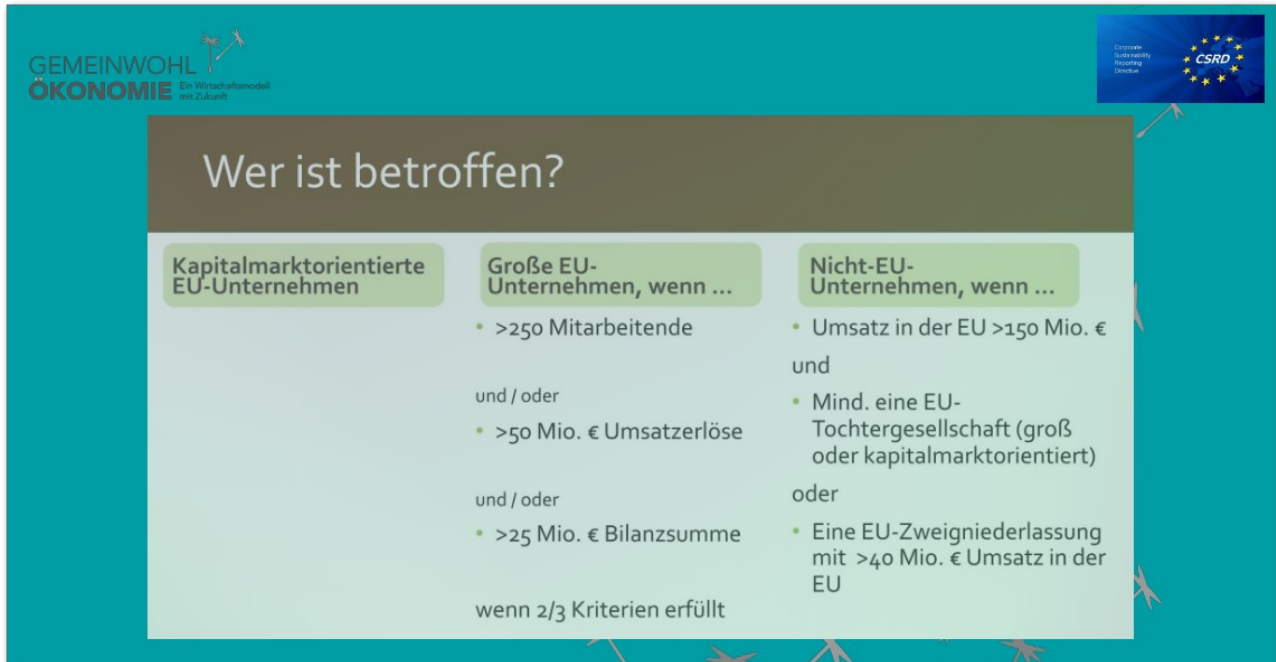 GEMEINWOHL
ÖKONOMIE
Ein Wirtschaftsmodell
mit Zukunft
Corporate
Sustainability
Reporting
Directive
CSRD
Wer ist betroffen?
Kapitalmarktorientierte
EU-Unternehmen
Große EU-
Unternehmen, wenn ...
• >250 Mitarbeitende
und / oder
• >50 Mio. € Umsatzerlöse
und / oder
• >25 Mio. € Bilanzsumme
wenn 2/3 Kriterien erfüllt
Nicht-EU-
Unternehmen, wenn ...
• Umsatz in der EU >150 Mio. €
und
• Mind. eine EU-
Tochtergesellschaft (groß
oder kapitalmarktorientiert)
oder
• Eine EU-Zweigniederlassung
mit >40 Mio. € Umsatz in der
EU